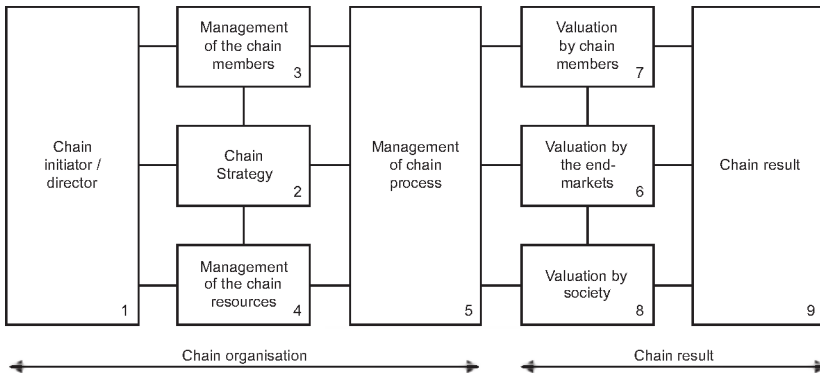 Chain
initiator /
director
1
Management
of the chain
members
3
Chain
Strategy
2
Management
of the chain
resources
4
Management
of chain
process
5
Valuation
by chain
members
7
Valuation by
the end-
markets
6
Valuation by
society
8
Chain result
9
Chain organisation
Chain result